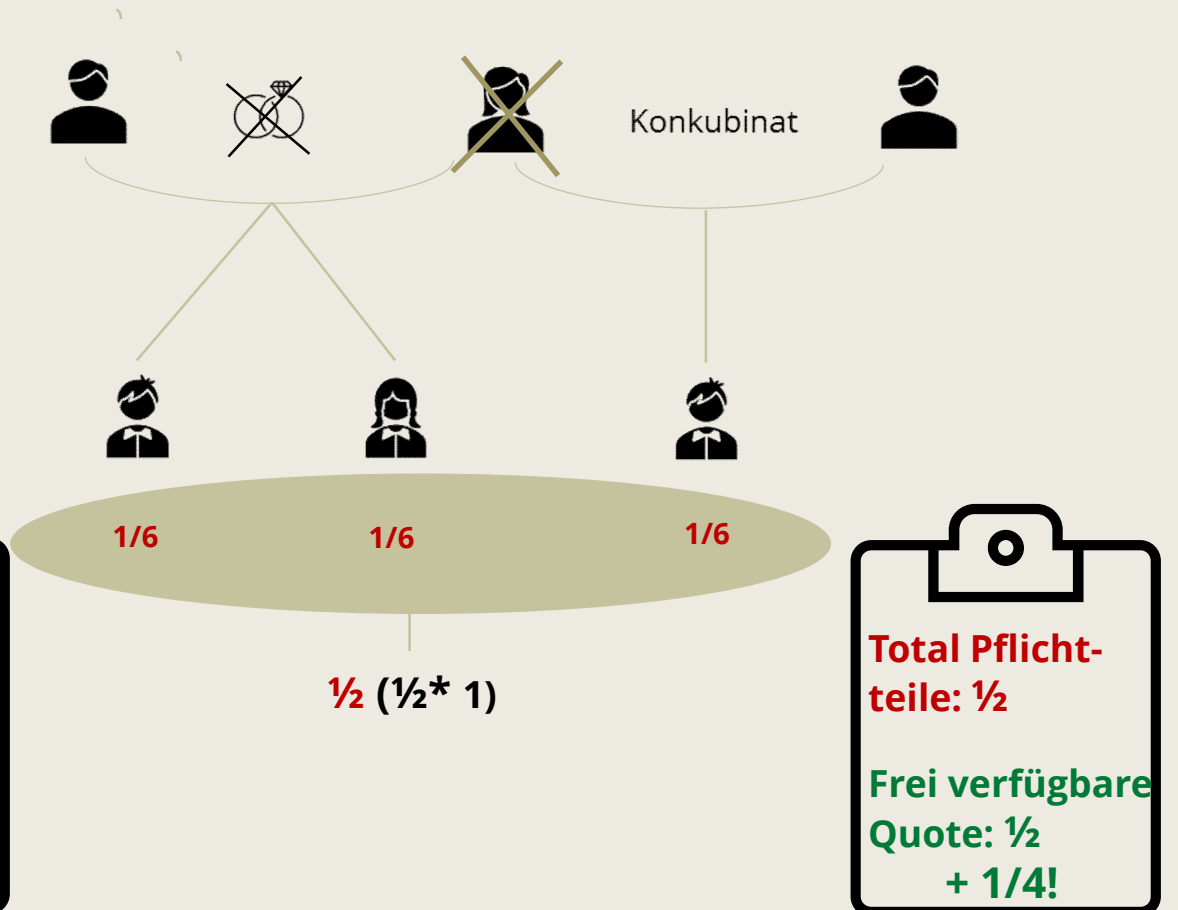 Konkubinat
1/6
1/6
1/6
½ (½* 1)
Total Pflicht-
teile: ½
Frei verfügbare
Quote: ½
+ 1/4!